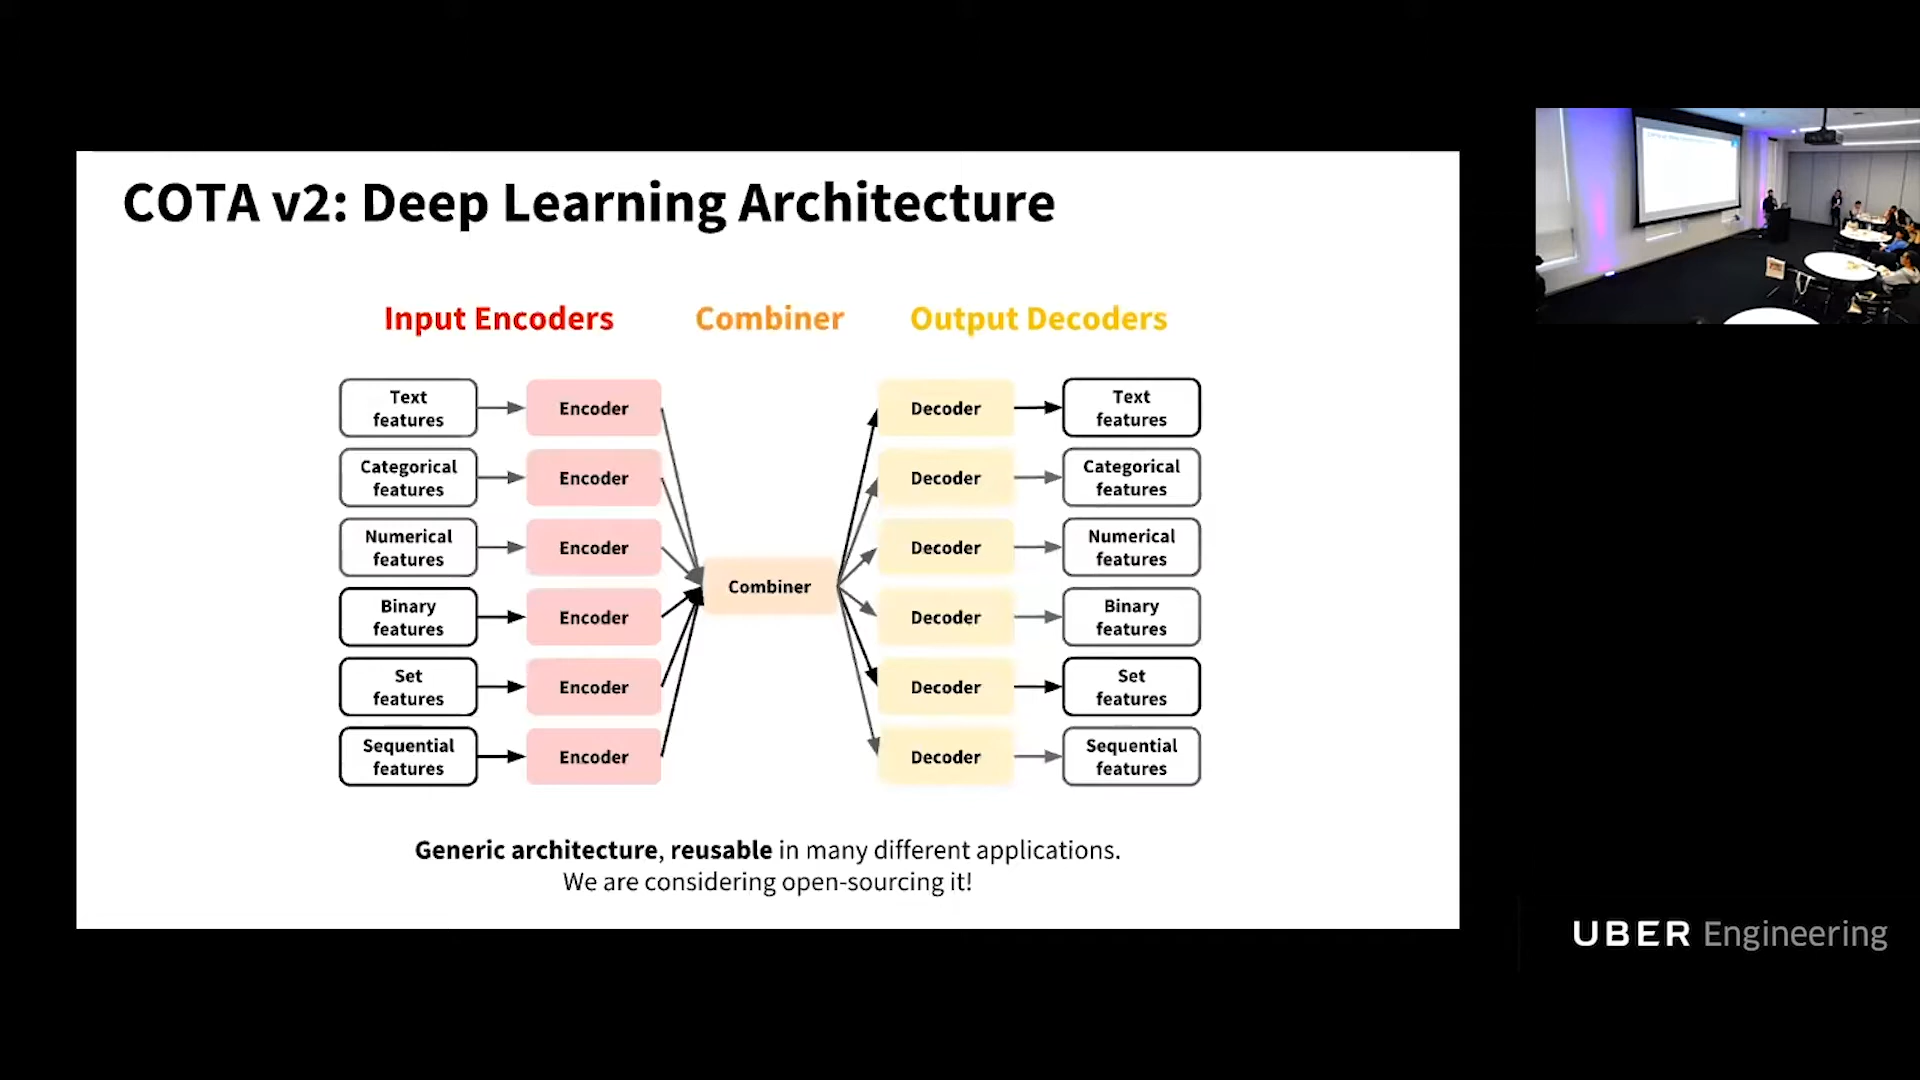 COTA v2: Deep Learning Architecture
Input Encoders
Combiner
Output Decoders
Text
features
Encoder
Decoder
Text
features
Categorical
features
Encoder
Decoder
Categorical
features
Numerical
features
Encoder
Decoder
Numerical
features
Combiner
Binary
features
Encoder
Decoder
Binary
features
Set
features
Encoder
Decoder
Set
features
Sequential
features
Encoder
Decoder
Sequential
features
Generic architecture, reusable in many different applications.
We are considering open-sourcing it!
UBER Engineering